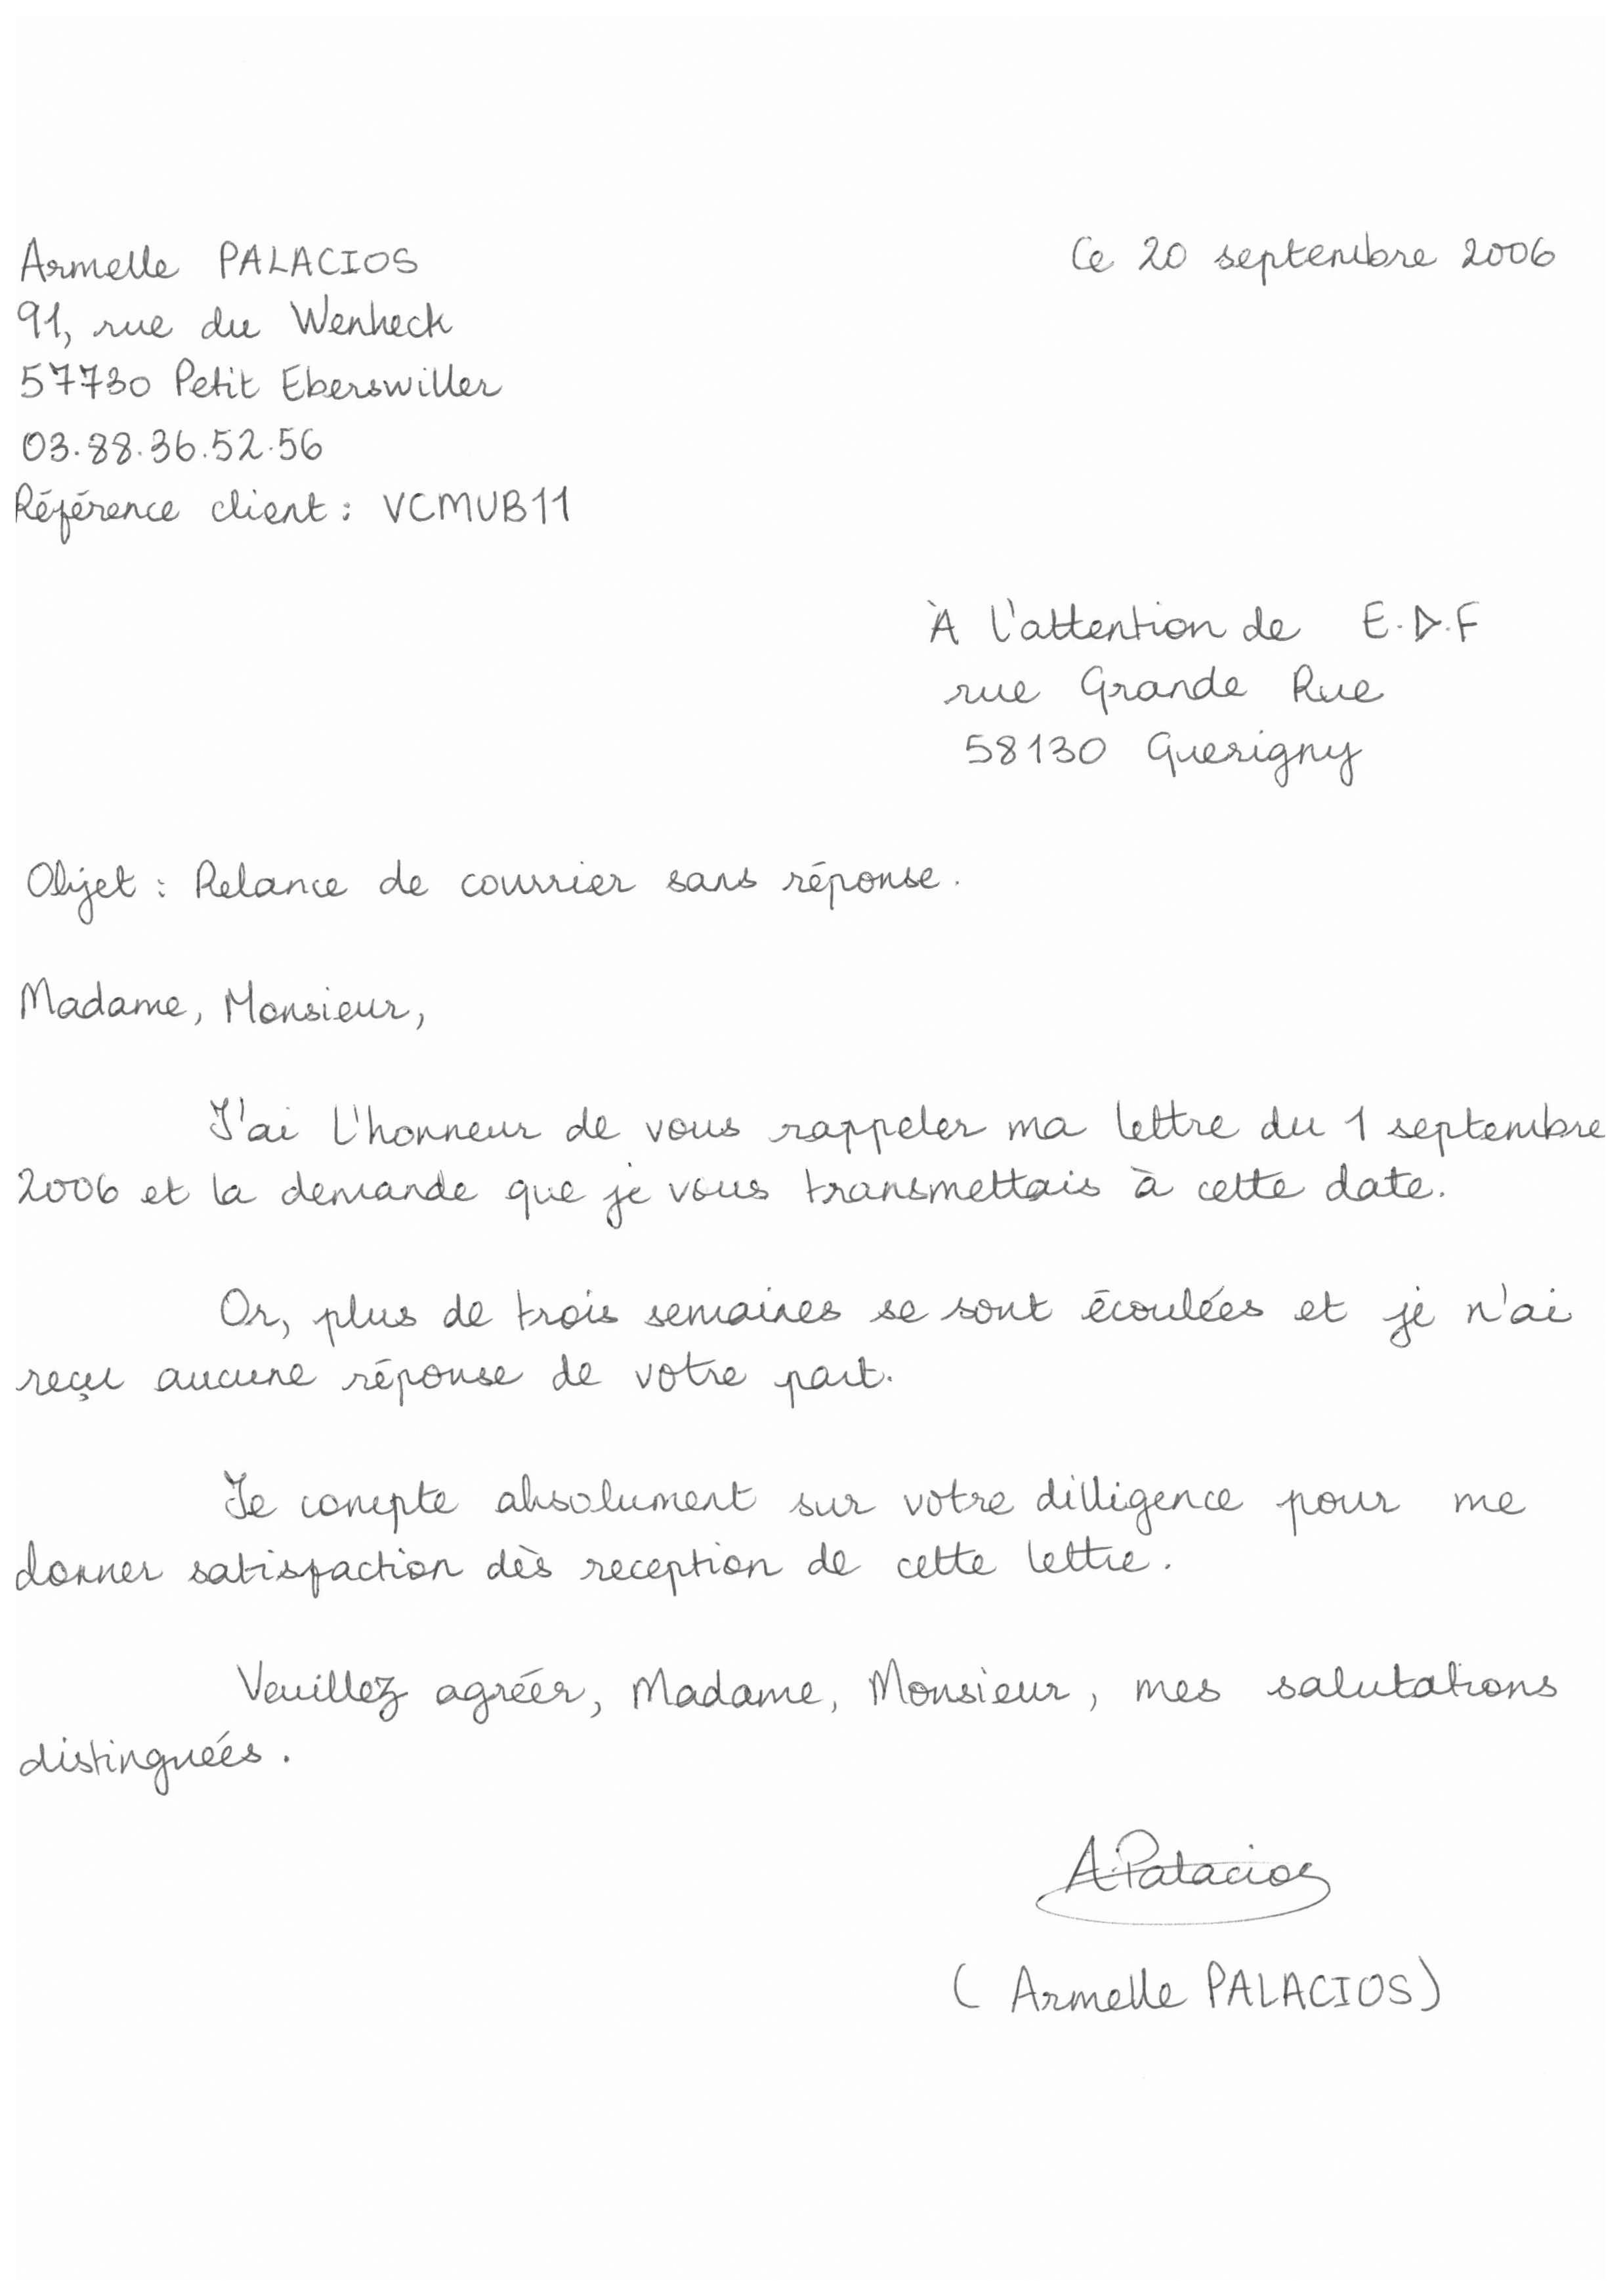 Armelle PALACIOS
Ce 20 septembre 2006
91, rue du Wenheck
57730 Petit Eberswiller
03.88.36.52.56
Référence client : VCMUB11
À l'attention de E.D.F
rue Grande Rue
58130 Guerigny
Objet : Relance de courrier sans réponse.
Madame, Monsieur,
J'ai l'honneur de vous rappeler ma lettre du 1 septembre
2006 et la demande que je vous transmettais à cette date.
Or, plus de trois semaines se sont écoulées et je n'ai
reçu aucune réponse de votre part.
Je compte absolument sur votre dilligence pour me
donner satisfaction dès reception de cette lettre.
Veuillez agréer, Madame, Monsieur, mes salutations
distinguées.
A.Palacios
( Armelle PALACIOS)